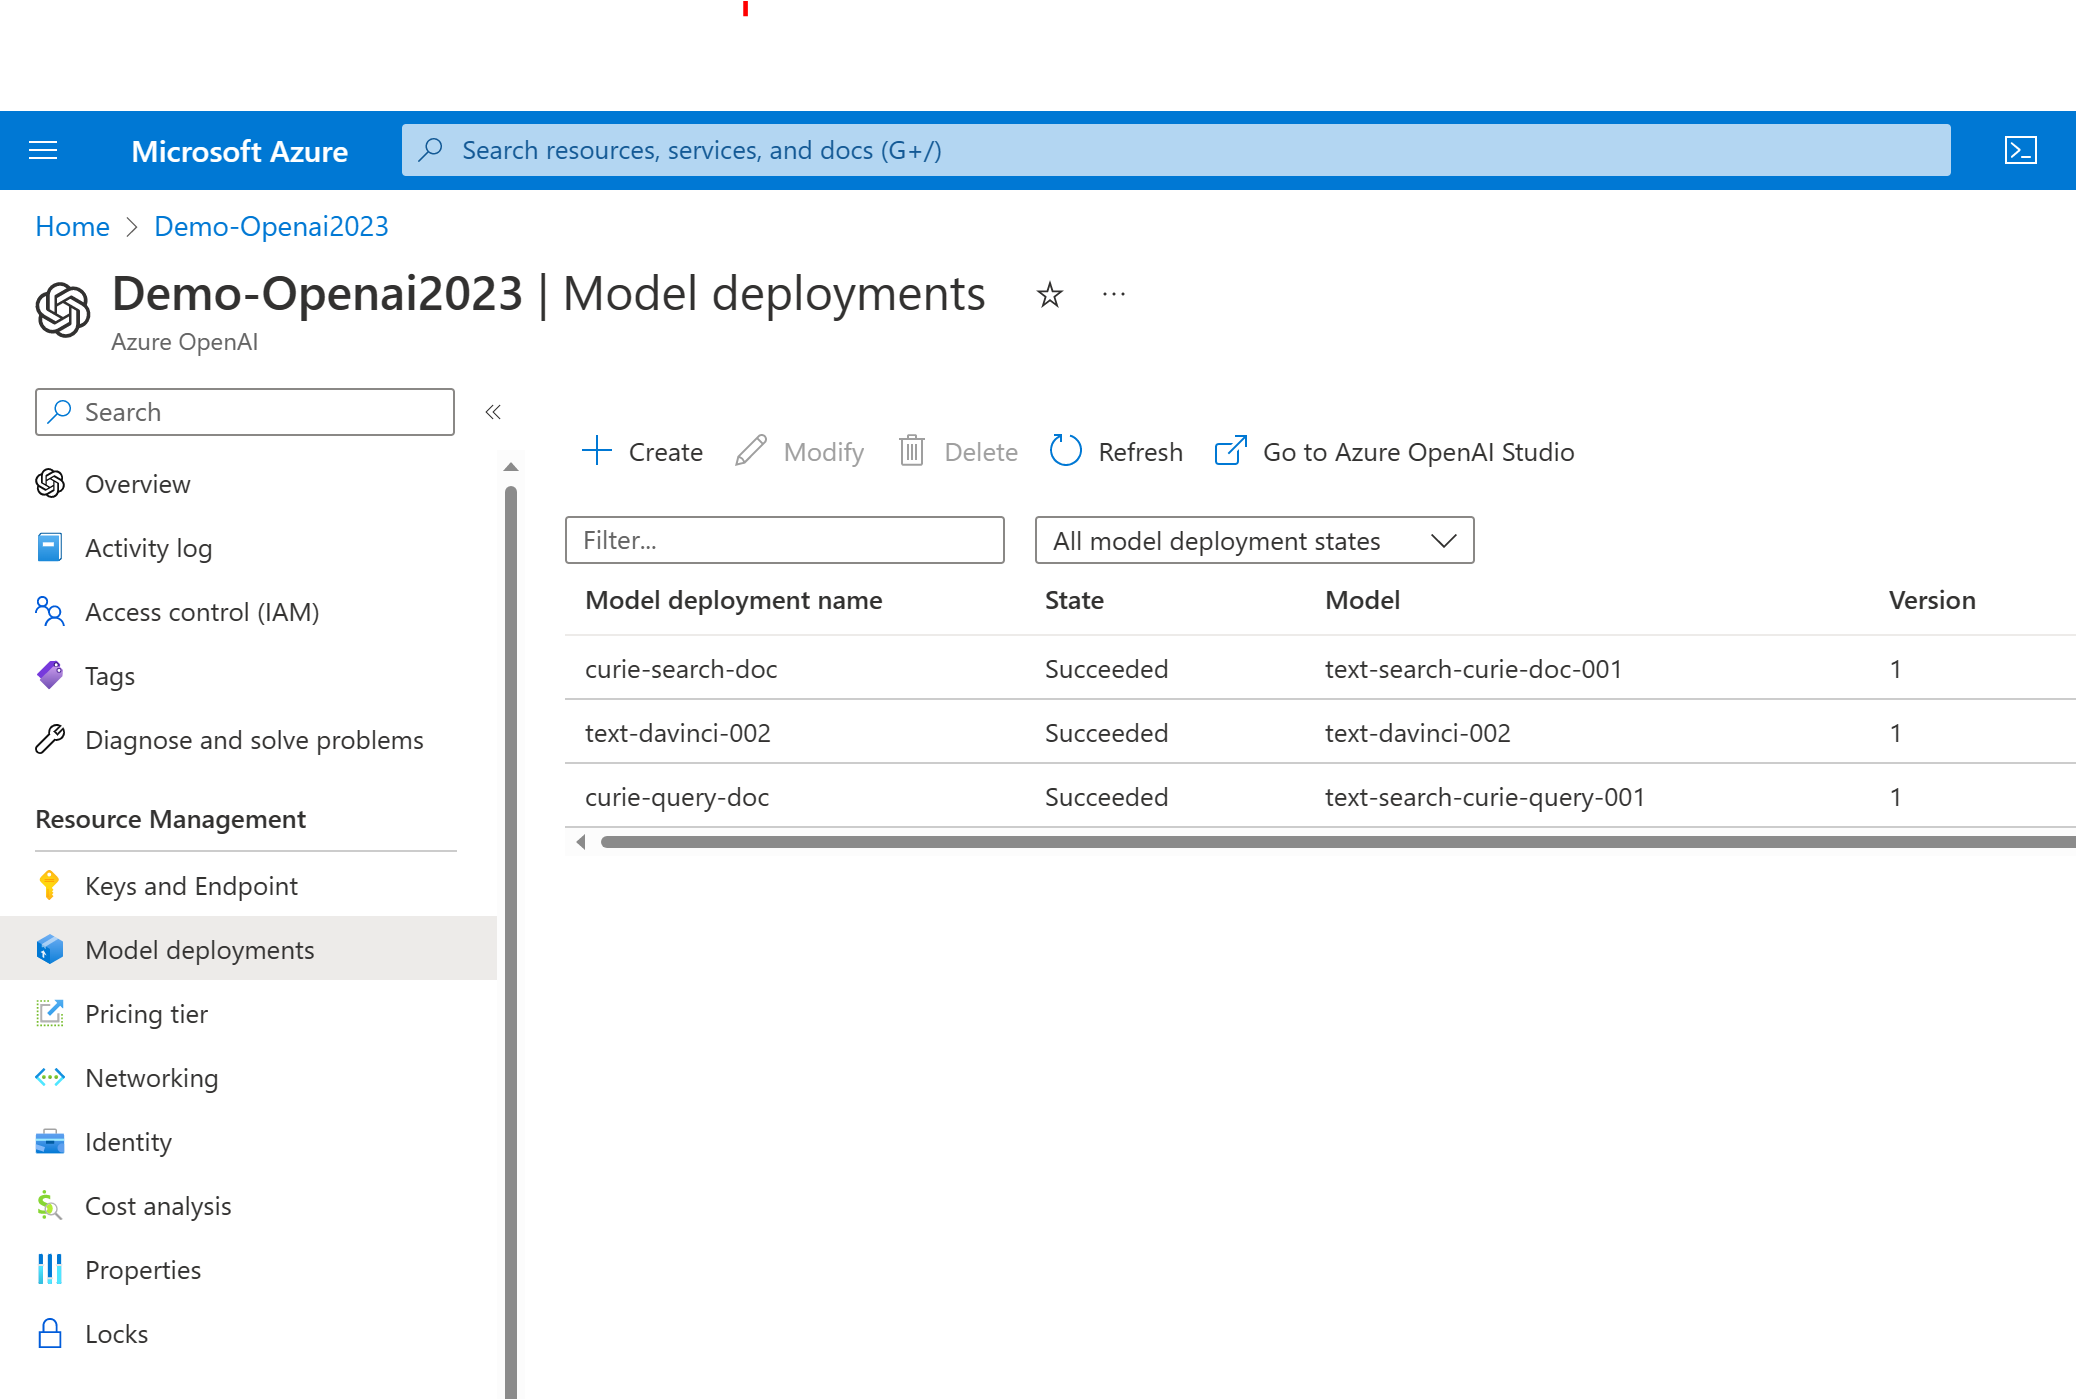 Microsoft Azure
Search resources, services, and docs (G+/)
Home > Demo-Openai2023
Demo-Openai2023 | Model deployments
Azure OpenAI
Search
Overview
Activity log
Access control (IAM)
Tags
Diagnose and solve problems
Resource Management
Keys and Endpoint
Model deployments
Pricing tier
Networking
Identity
Cost analysis
Properties
Locks
Create Modify Delete Refresh Go to Azure OpenAI Studio
Filter... All model deployment states
Model deployment name State Model Version
curie-search-doc Succeeded text-search-curie-doc-001 1
text-davinci-002 Succeeded text-davinci-002 1
curie-query-doc Succeeded text-search-curie-query-001 1